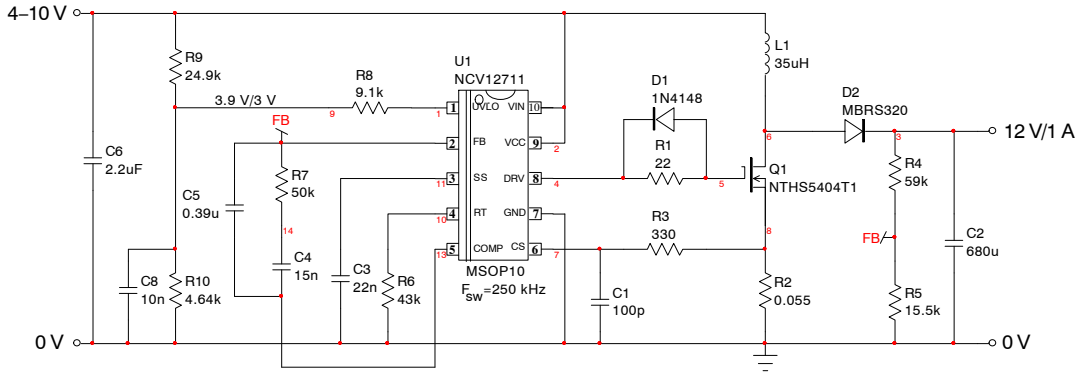 4–10 V
R9
24.9k
3.9 V/3 V
9
R8
9.1k
1
U1
NCV12711
1
UVLO
VIN
10
2
FB
VCC
9
2
3
SS
DRV
8
4
4
RT
GND
7
5
COMP
CS
6
7
11
10
13
MSOP10
Fsw=250 kHz
L1
35uH
D1
1N4148
R1
22
5
D2
MBRS320
6
3
12 V/1 A
Q1
NTHS5404T1
8
R4
59k
FB
C6
2.2uF
FB
R7
50k
C5
0.39u
14
C4
15n
C8
10n
R10
4.64k
C3
22n
R6
43k
R3
330
C1
100p
R2
0.055
R5
15.5k
C2
680u
0 V
0 V